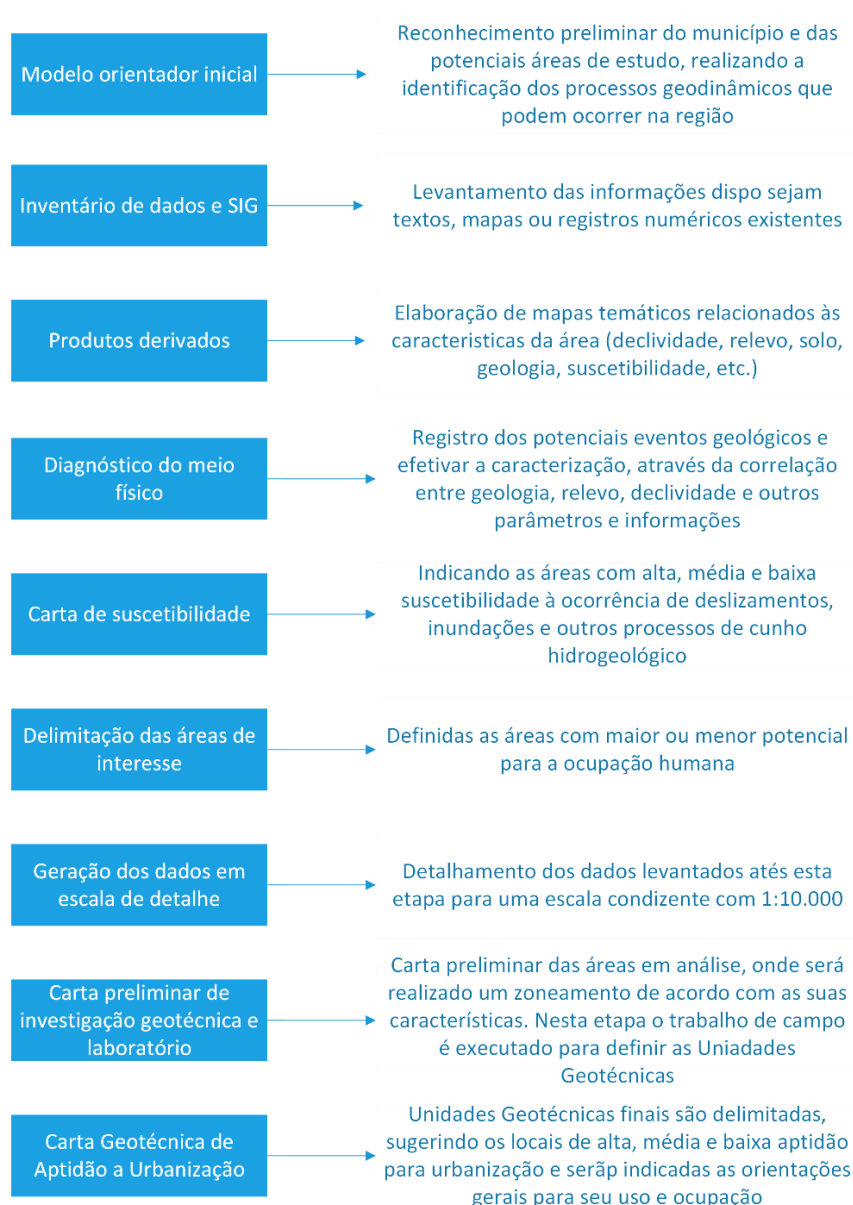 Modelo orientador inicial
Reconhecimento preliminar do município e das
potenciais áreas de estudo, realizando a
identificação dos processos geodinâmicos que
podem ocorrer na região
Inventário de dados e SIG
Levantamento das informações dispo sejam
textos, mapas ou registros numéricos existentes
Produtos derivados
Elaboração de mapas temáticos relacionados às
caracteristicas da área (declividade, relevo, solo,
geologia, suscetibilidade, etc.)
Diagnóstico do meio
físico
Registro dos potenciais eventos geológicos e
efetivar a caracterização, através da correlação
entre geologia, relevo, declividade e outros
parâmetros e informações
Carta de suscetibilidade
Indicando as áreas com alta, média e baixa
suscetibilidade à ocorrência de deslizamentos,
inundações e outros processos de cunho
hidrogeológico
Delimitação das áreas de
interesse
Definidas as áreas com maior ou menor potencial
para a ocupação humana
Geração dos dados em
escala de detalhe
Detalhamento dos dados levantados atés esta
etapa para uma escala condizente com 1:10.000
Carta preliminar de
investigação geotécnica e
laboratório
Carta preliminar das áreas em análise, onde será
realizado um zoneamento de acordo com as suas
características. Nesta etapa o trabalho de campo
é executado para definir as Uniadades
Geotécnicas
Carta Geotécnica de
Aptidão a Urbanização
Unidades Geotécnicas finais são delimitadas,
sugerindo os locais de alta, média e baixa aptidão
para urbanização e serãp indicadas as orientações
gerais para seu uso e ocupação